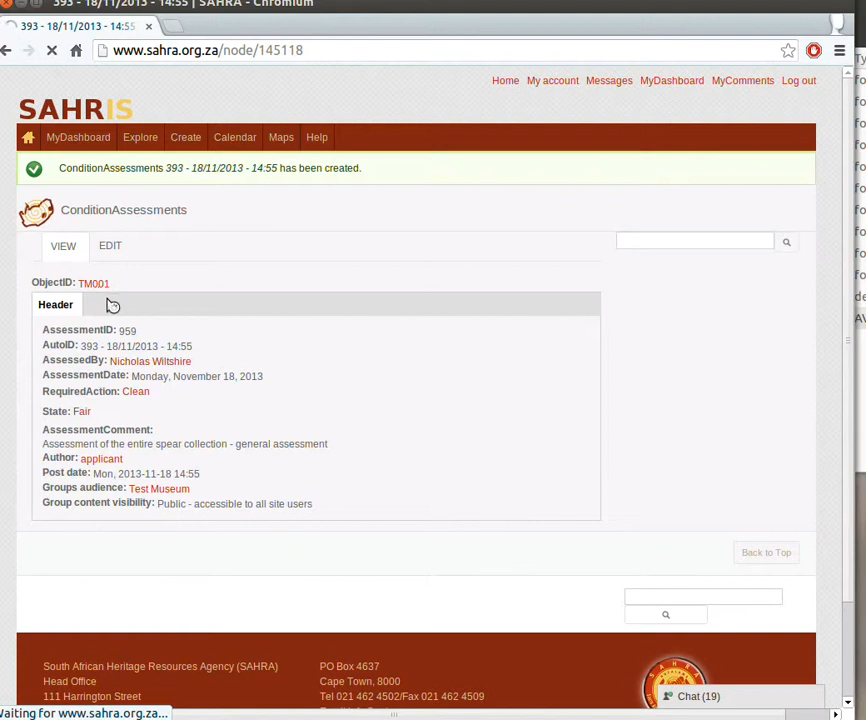 393 - 18/11/2013 - 14:55 | SAHRA - Chromium
393 - 18/11/2013 - 14:55
www.sahra.org.za/node/145118
Home My account Messages MyDashboard MyComments Log out
SAHRIS
MyDashboard Explore Create Calendar Maps Help
ConditionAssessments 393 - 18/11/2013 - 14:55 has been created.
ConditionAssessments
VIEW EDIT
ObjectID: TM001
Header
AssessmentID: 959
AutoID: 393 - 18/11/2013 - 14:55
AssessedBy: Nicholas Wiltshire
AssessmentDate: Monday, November 18, 2013
RequiredAction: Clean
State: Fair
AssessmentComment:
Assessment of the entire spear collection - general assessment
Author: applicant
Post date: Mon, 2013-11-18 14:55
Groups audience: Test Museum
Group content visibility: Public - accessible to all site users
Back to Top
South African Heritage Resources Agency (SAHRA)
Head Office
111 Harrington Street
PO Box 4637
Cape Town, 8000
Tel 021 462 4502/Fax 021 462 4509
Chat (19)
Waiting for www.sahra.org.za...